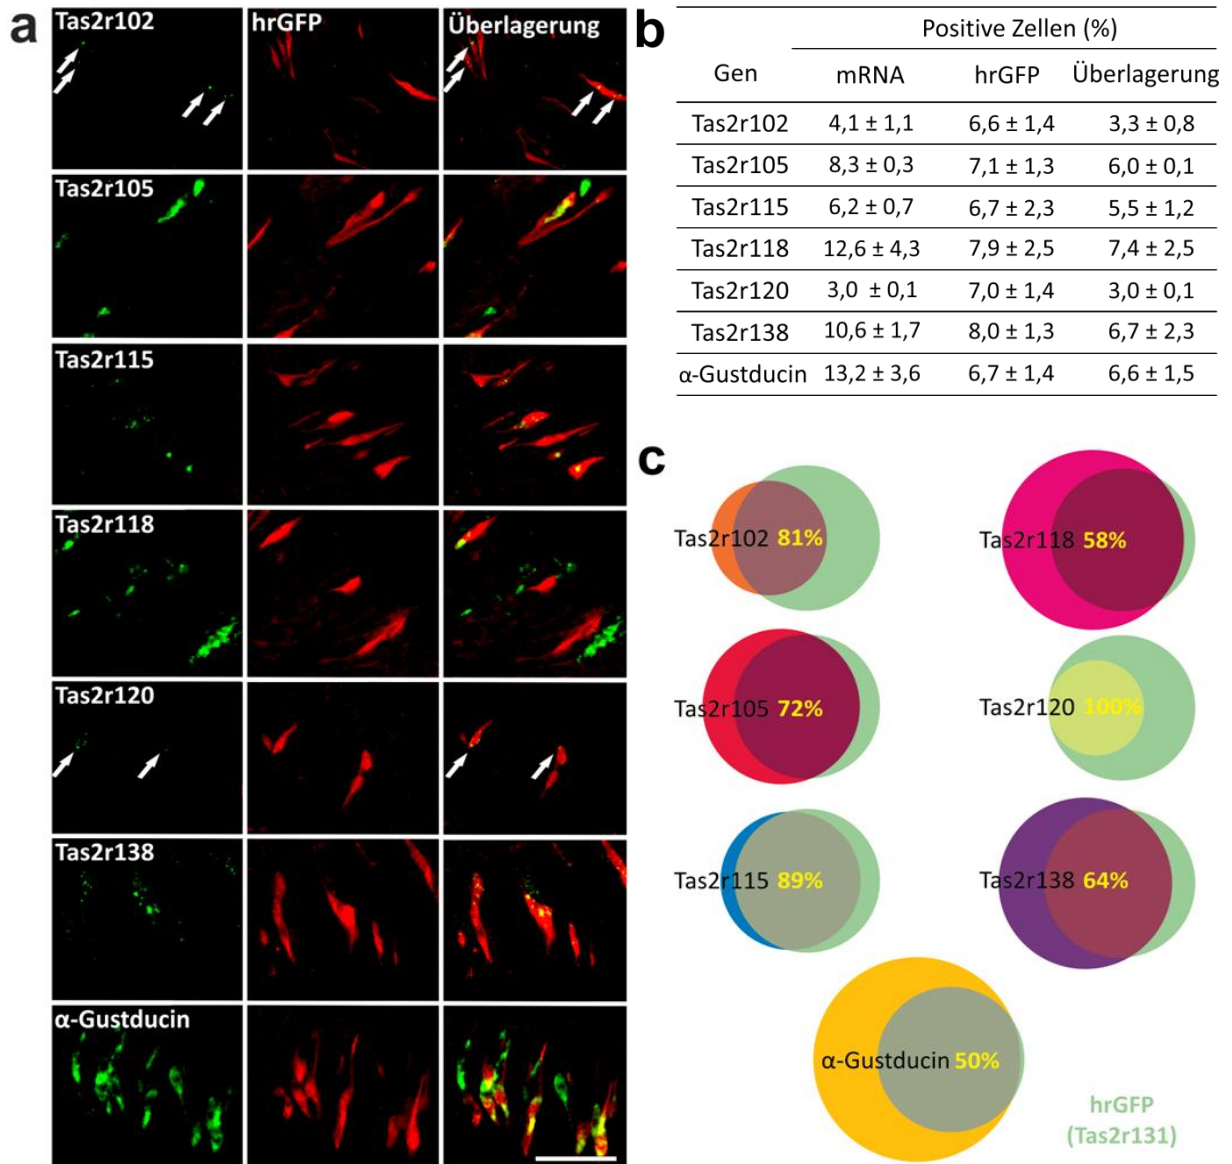 a
Tas2r102 hrGFP Überlagerung
Tas2r105
Tas2r115
Tas2r118
Tas2r120
Tas2r138
α-Gustducin
b
Positive Zellen (%)
Gen mRNA hrGFP Überlagerung
Tas2r102 4,1 ± 1,1 6,6 ± 1,4 3,3 ± 0,8
Tas2r105 8,3 ± 0,3 7,1 ± 1,3 6,0 ± 0,1
Tas2r115 6,2 ± 0,7 6,7 ± 2,3 5,5 ± 1,2
Tas2r118 12,6 ± 4,3 7,9 ± 2,5 7,4 ± 2,5
Tas2r120 3,0 ± 0,1 7,0 ± 1,4 3,0 ± 0,1
Tas2r138 10,6 ± 1,7 8,0 ± 1,3 6,7 ± 2,3
α-Gustducin 13,2 ± 3,6 6,7 ± 1,4 6,6 ± 1,5
c
Tas2r102 81%
Tas2r118 58%
Tas2r105 72%
Tas2r120 100%
Tas2r115 89%
Tas2r138 64%
α-Gustducin 50%
hrGFP
(Tas2r131)